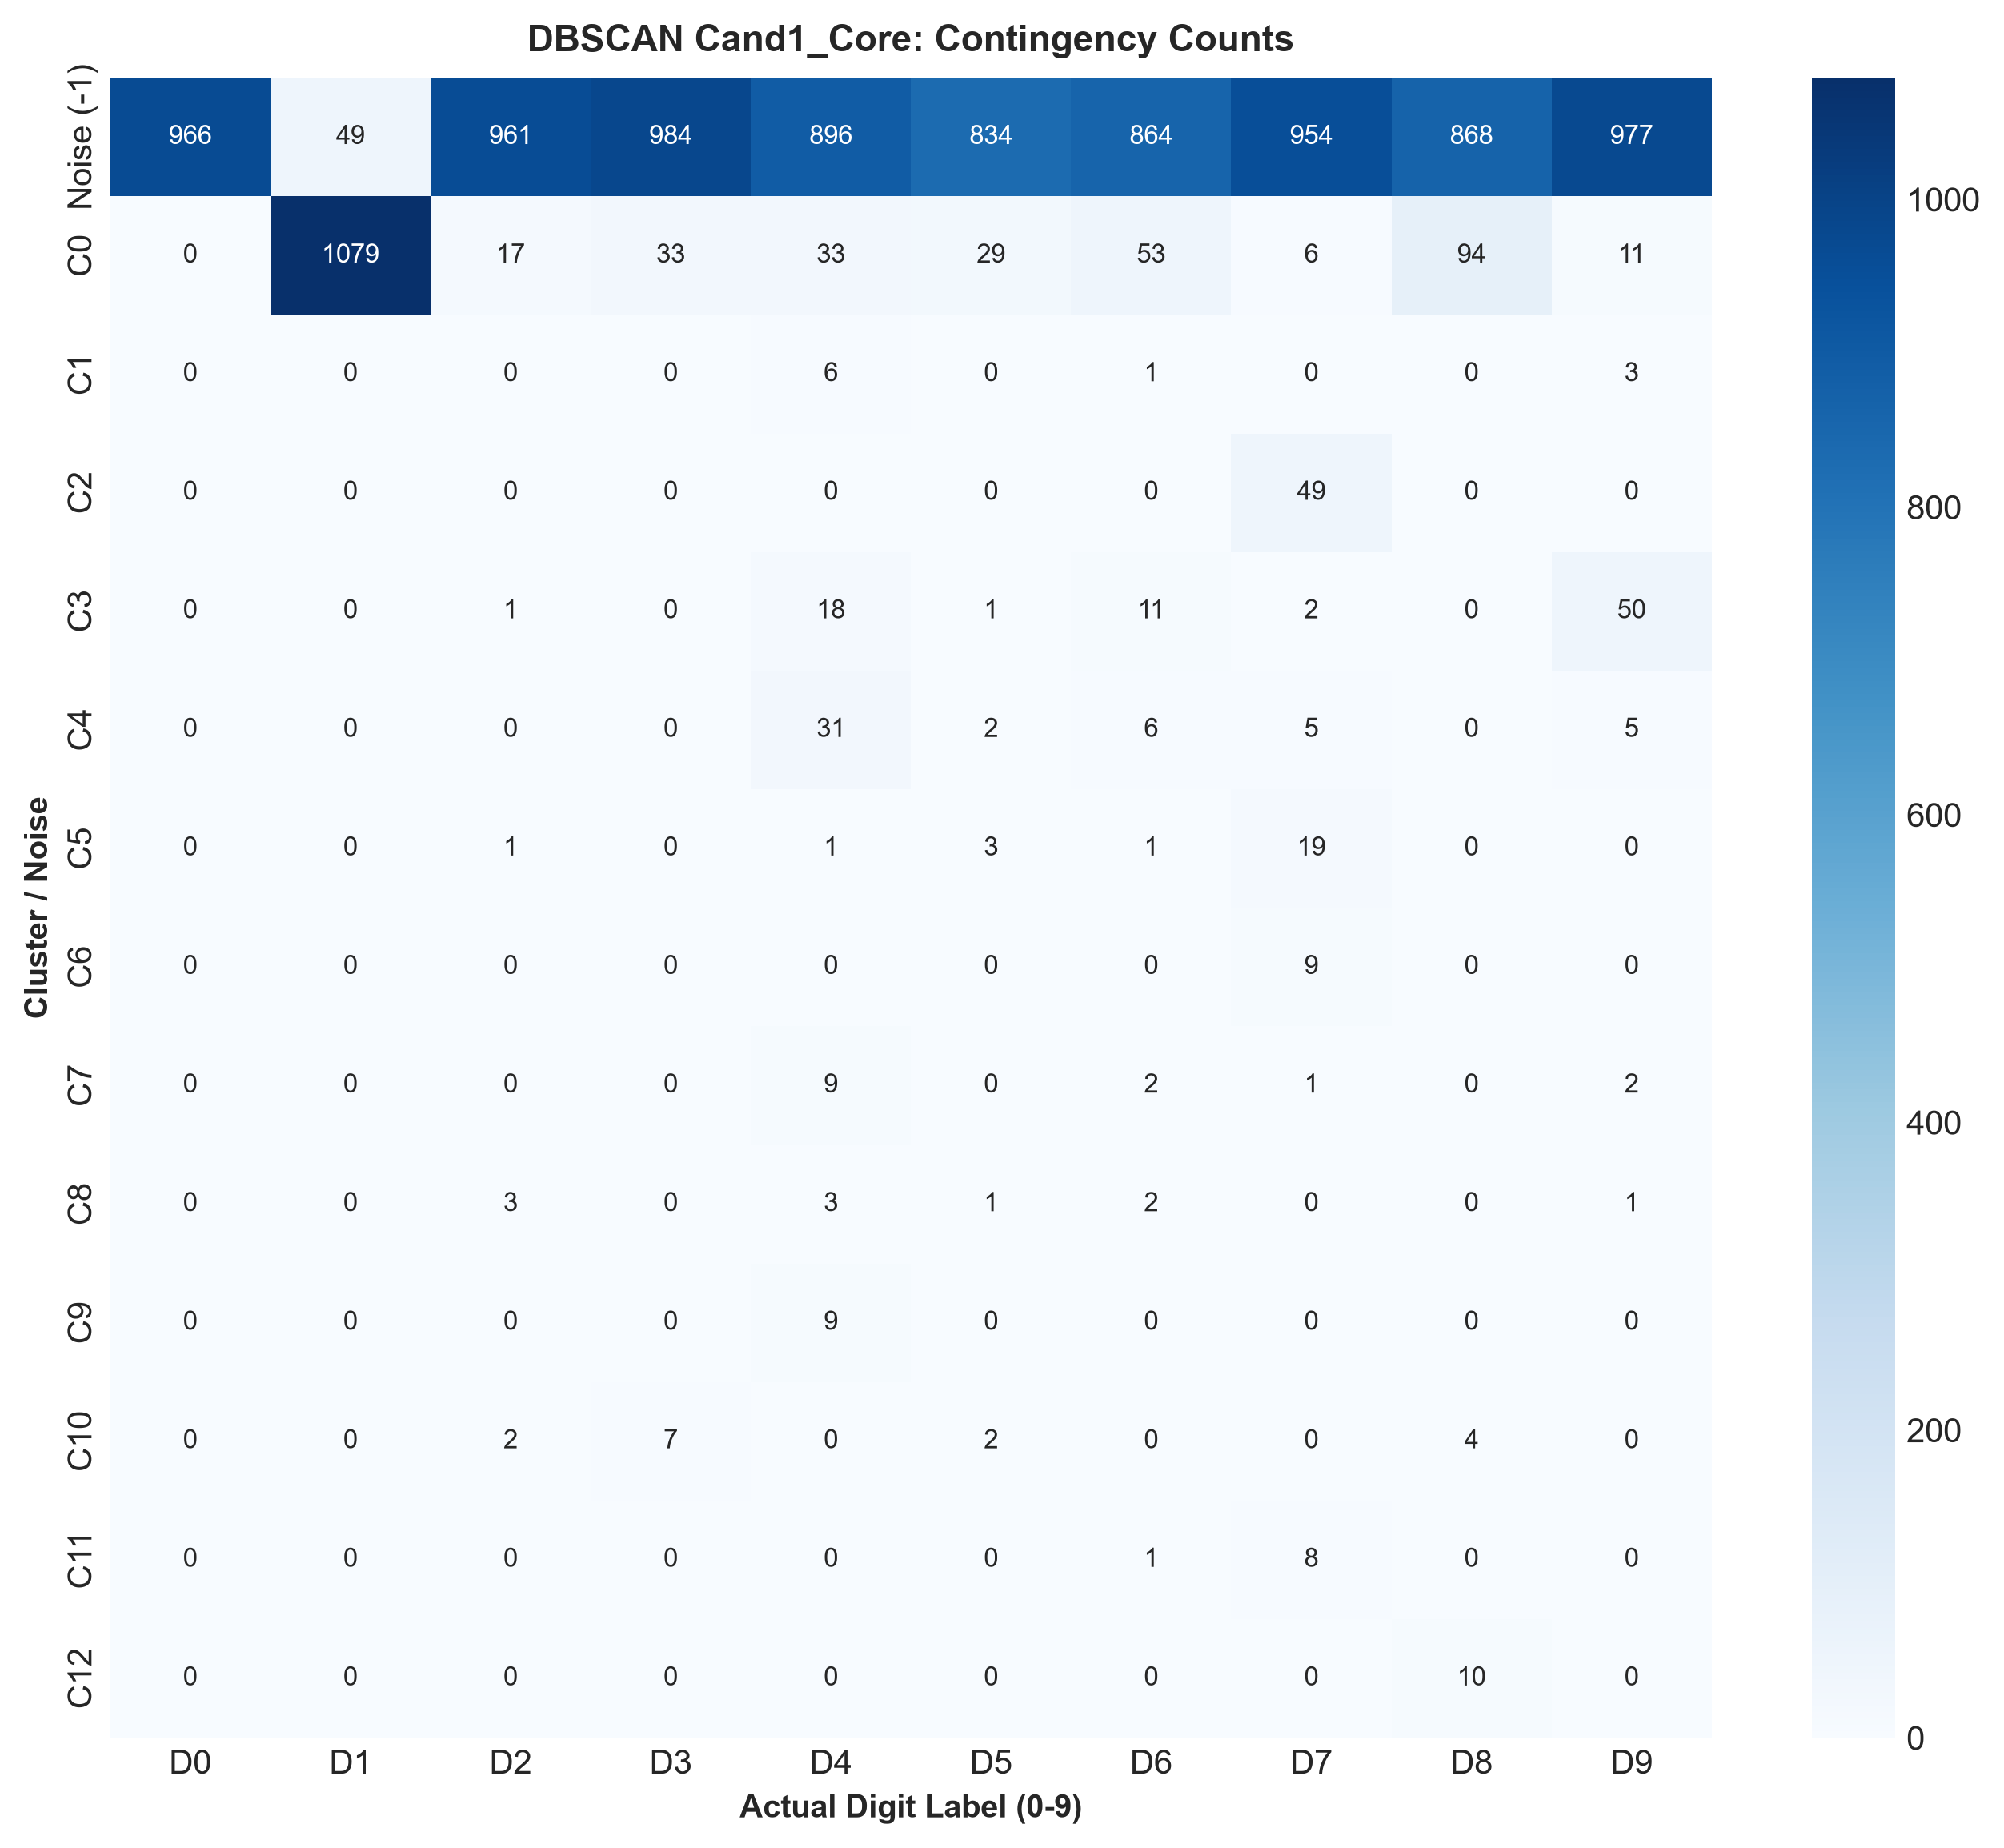 DBSCAN Cand1_Core: Contingency Counts
Noise (-1) 966 49 961 984 896 834 864 954 868 977
C0 0 1079 17 33 33 29 53 6 94 11
C1 0 0 0 0 6 0 1 0 0 3
C2 0 0 0 0 0 0 0 49 0 0
C3 0 0 1 0 18 1 11 2 0 50
C4 0 0 0 0 31 2 6 5 0 5
C5 0 0 1 0 1 3 1 19 0 0
C6 0 0 0 0 0 0 0 9 0 0
C7 0 0 0 0 9 0 2 1 0 2
C8 0 0 3 0 3 1 2 0 0 1
C9 0 0 0 0 9 0 0 0 0 0
C10 0 0 2 7 0 2 0 0 4 0
C11 0 0 0 0 0 0 1 8 0 0
C12 0 0 0 0 0 0 0 0 10 0
D0 D1 D2 D3 D4 D5 D6 D7 D8 D9
Actual Digit Label (0-9)
Cluster / Noise
1000
800
600
400
200
0